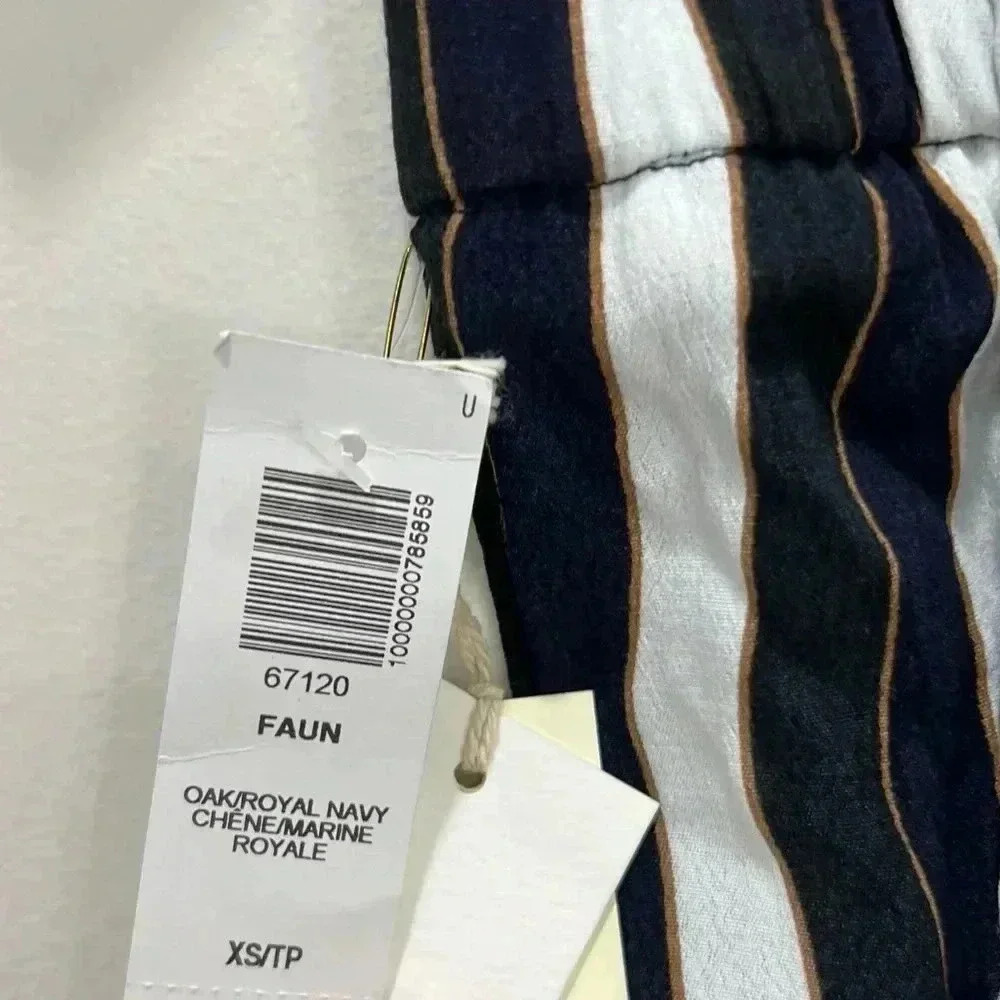 U
1000000785859
67120
FAUN
OAK/ROYAL NAVY
CHÊNE/MARINE
ROYALE
XS/TP